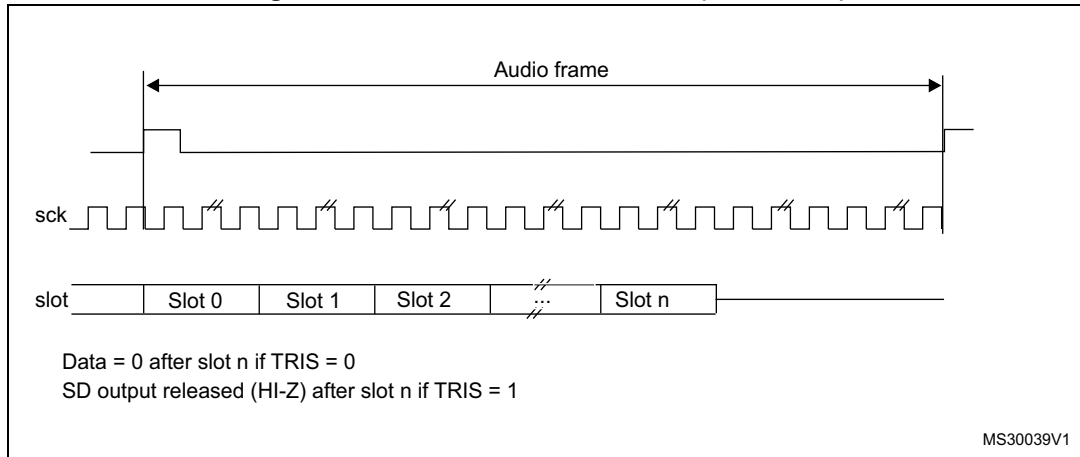 Audio frame
sck
slot Slot 0 Slot 1 Slot 2 ... Slot n
Data = 0 after slot n if TRIS = 0
SD output released (HI-Z) after slot n if TRIS = 1
MS30039V1